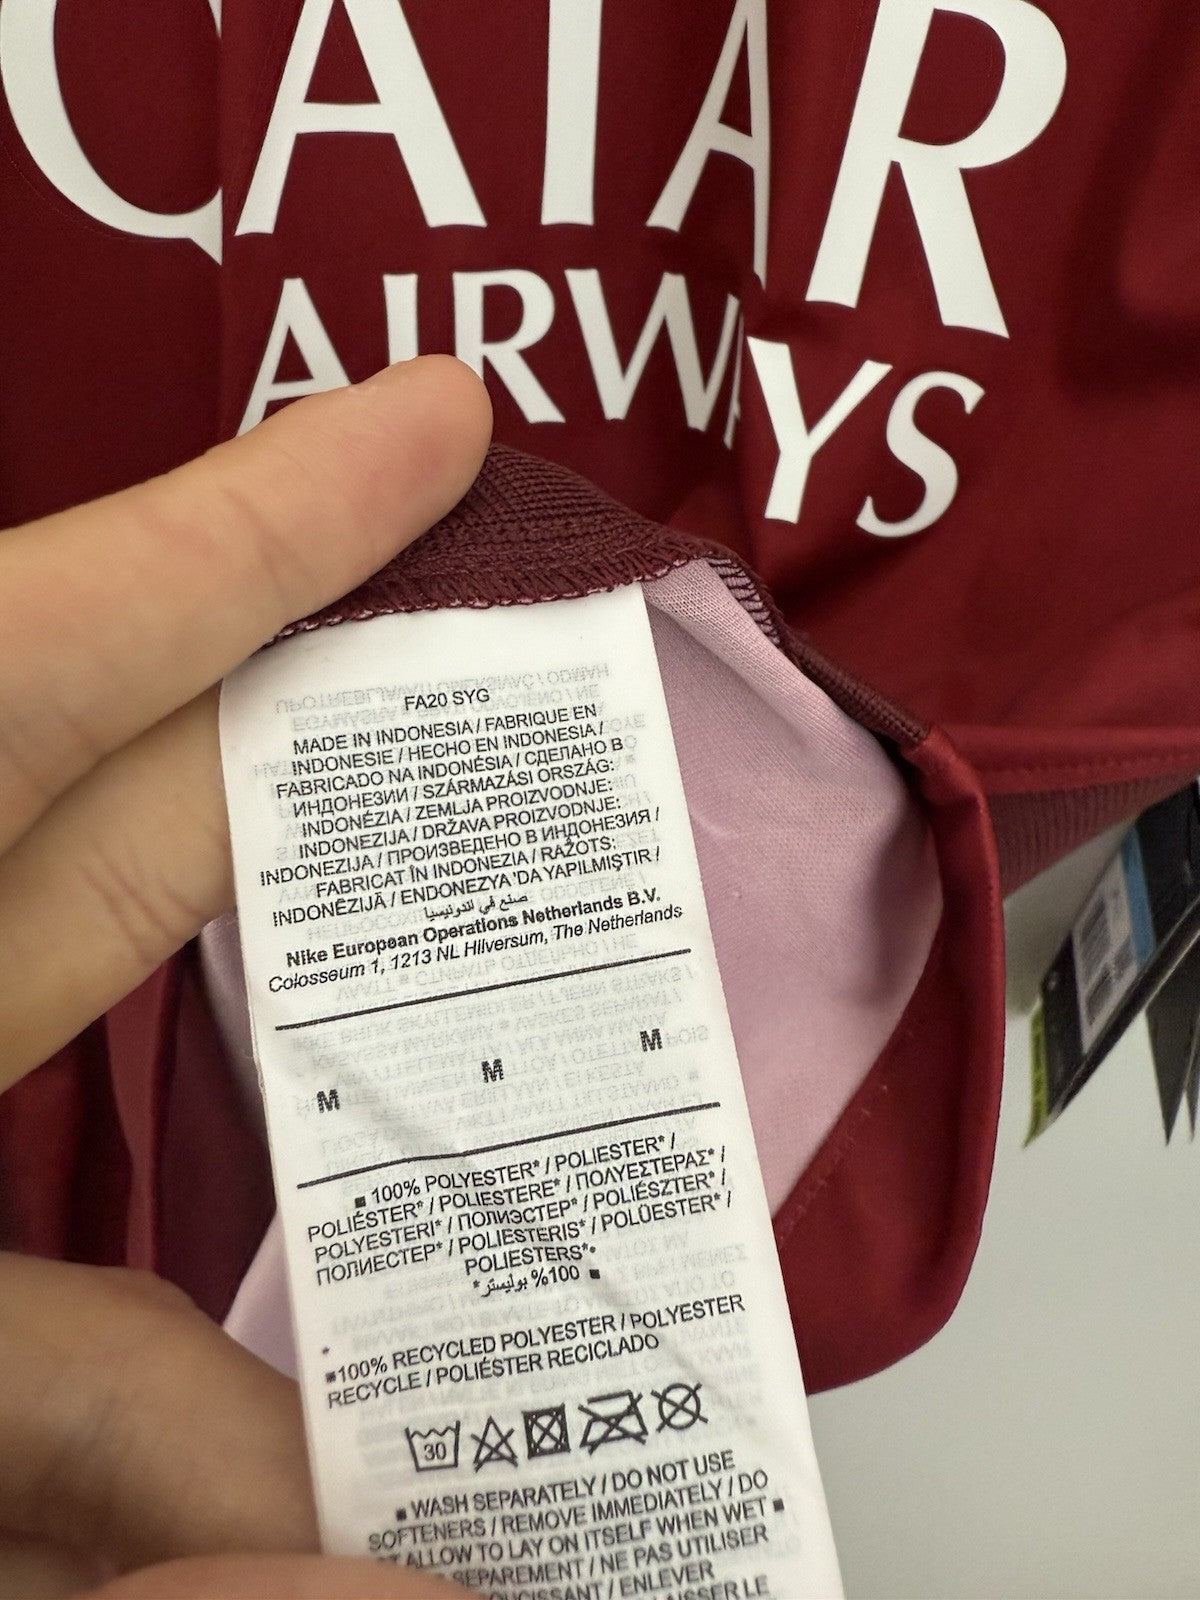 QATAR
AIRWAYS
FA20 SYG
MADE IN INDONESIA / FABRIQUE EN
INDONESIE / HECHO EN INDONESIA /
FABRICADO NA INDONÉSIA / СДЕЛАНО В
ИНДОНЕЗИИ / SZÁRMAZÁSI ORSZÁG:
INDONÉZIA / ZEMLJA PROIZVODNJE:
INDONEZIJA / DRŽAVA PROIZVODNJE:
INDONEZIJA / ПРОИЗВЕДЕНО В ИНДОНЕЗИЯ /
FABRICAT ÎN INDONEZIA / RAŽOTS:
INDONĒZIJĀ / ENDONEZYA'DA YAPILMIŞTIR /
صنع في اندونيسيا
Nike European Operations Netherlands B.V.
Colosseum 1, 1213 NL Hilversum, The Netherlands
M M M
■ 100% POLYESTER* / POLIESTER* /
POLIÉSTER* / POLIESTERE* / ΠΟΛΥΕΣΤΕΡΑΣ* /
POLYESTERI* / ПОЛИЭСТЕР* / POLIÉSZTER* /
ПОЛИЕСТЕР* / POLIESTERIS* / POLÜESTER* /
POLIESTERS*•
■ 100% بوليستر*
*
■100% RECYCLED POLYESTER / POLYESTER
RECYCLE / POLIÉSTER RECICLADO
30
■ WASH SEPARATELY / DO NOT USE
SOFTENERS / REMOVE IMMEDIATELY / DO
ALLOW TO LAY ON ITSELF WHEN WET ■
SEPAREMENT / NE PAS UTILISER
/ ENLEVER
LE